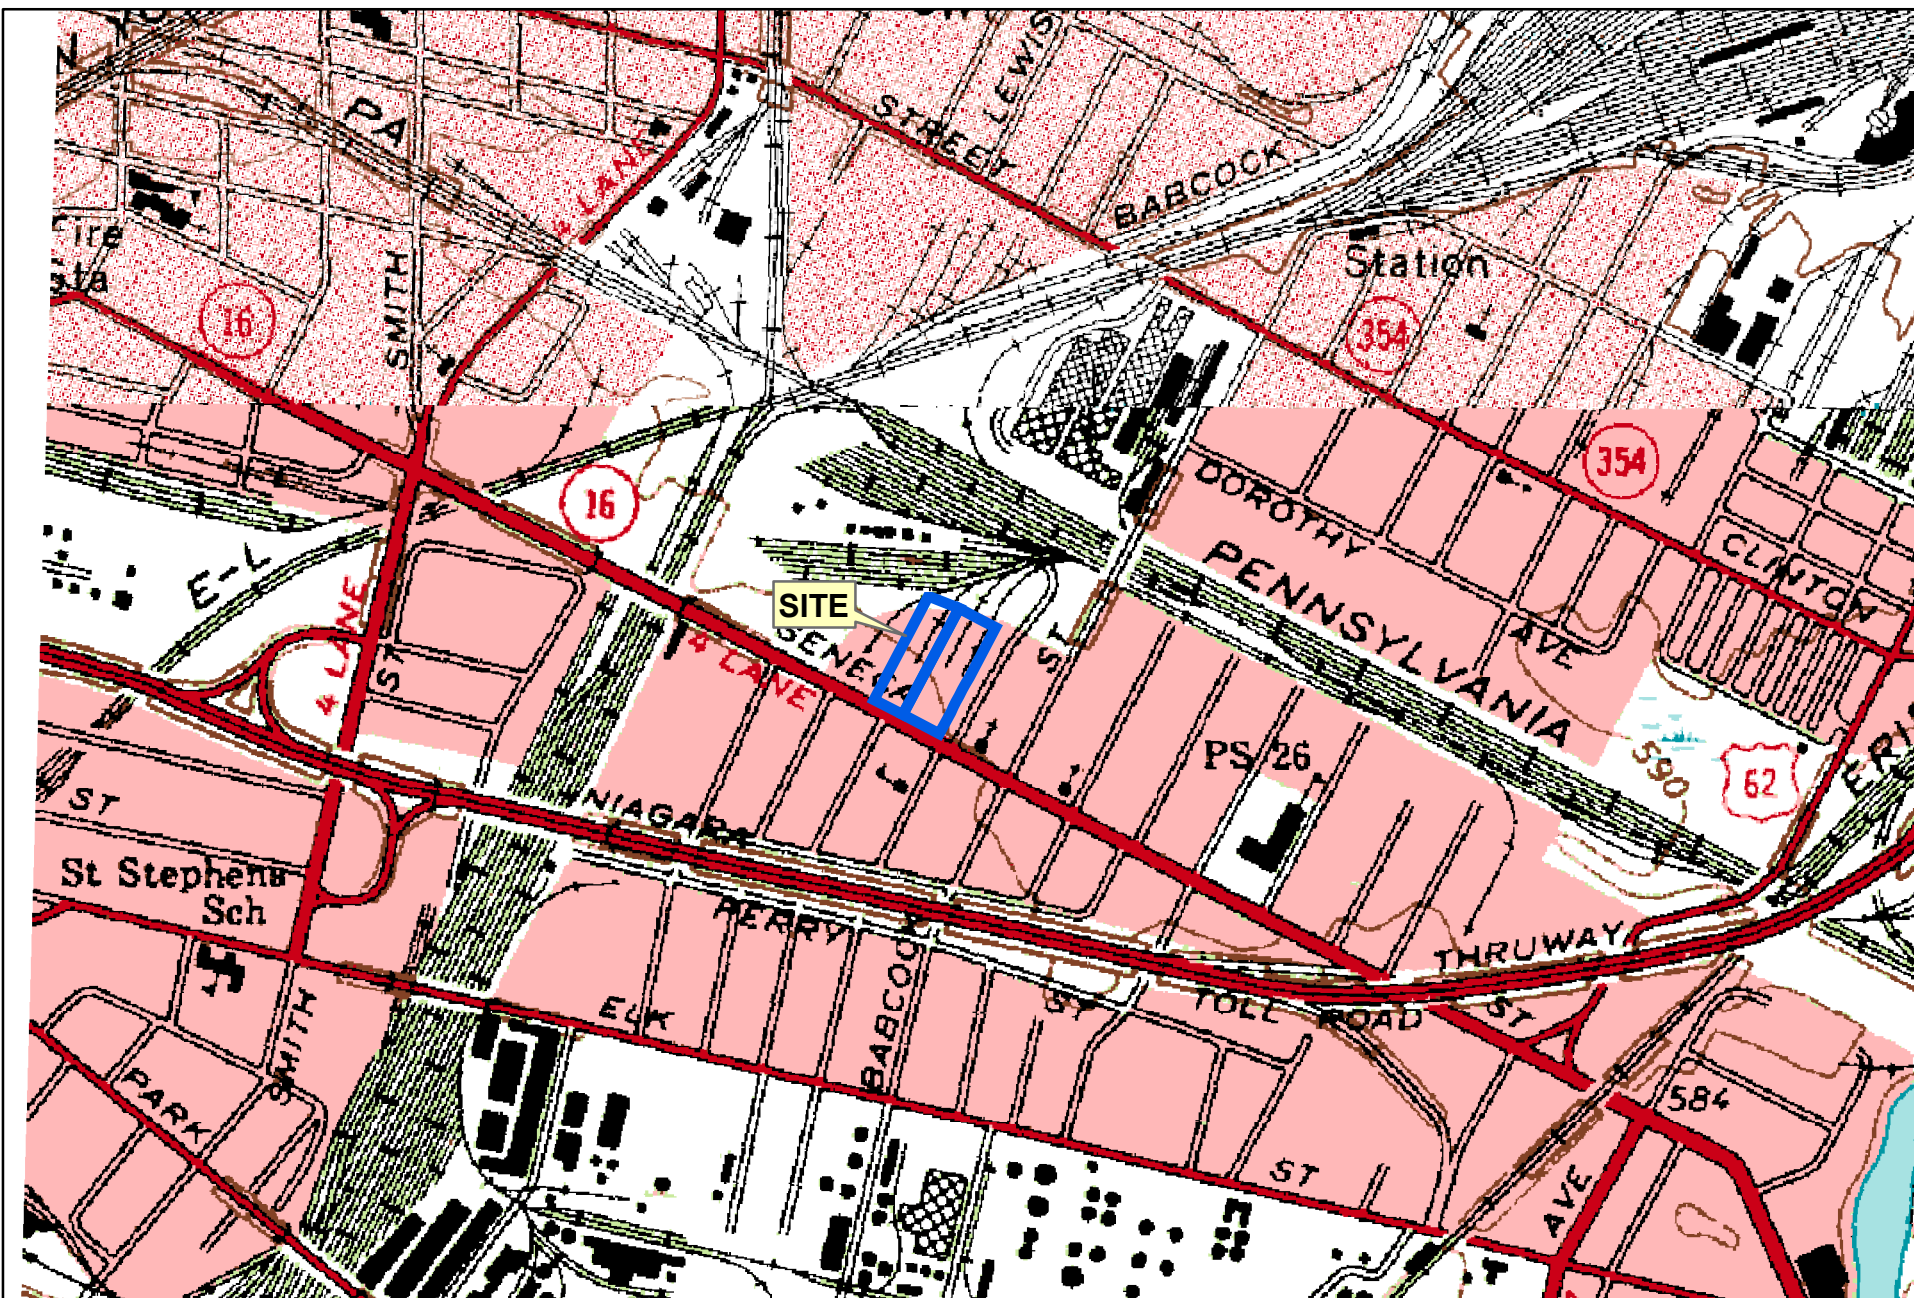 LEWIS
PA
STREET
4 LANE
BABCOCK
Fire
Sta
SMITH
Station
16
354
354
16
DOROTHY
CLINTON
E-L
PENNSYLVANIA
AVE
4 LANE
ST
SITE
SENECA
4 LANE
ST
PS 26
590
62
ERIE
ST
NIAGARA
St Stephens
Sch
PERRY
BABCOCK
THRUWAY
ST
TOLL ROAD
ST
ELK
SMITH
PARK
584
ST
AVE